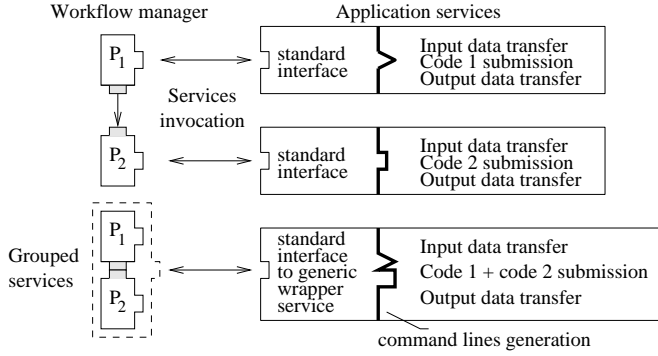 Workflow manager
Application services
P1
standard
interface
Input data transfer
Code 1 submission
Output data transfer
Services
invocation
P2
standard
interface
Input data transfer
Code 2 submission
Output data transfer
Grouped
services
P1
P2
standard
interface
to generic
wrapper
service
Input data transfer
Code 1 + code 2 submission
Output data transfer
command lines generation